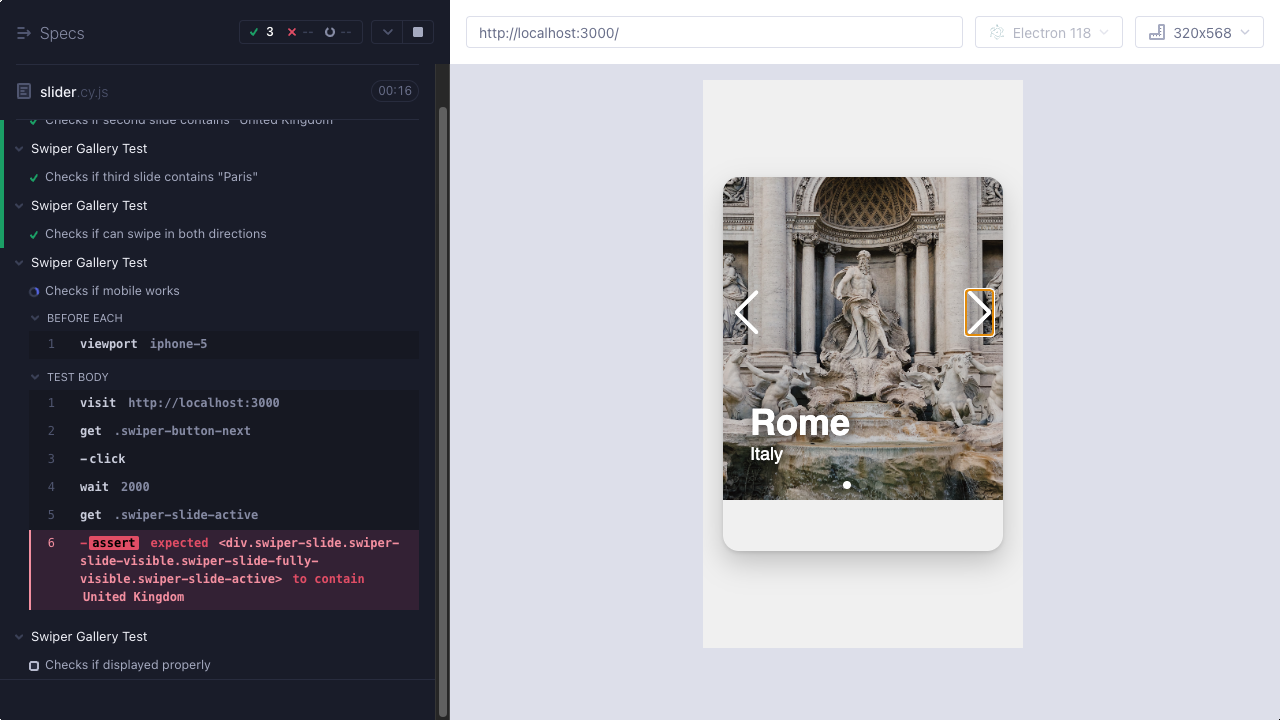 Specs
3 -- --
slider.cy.js
00:16
Checks if second slide contains "United Kingdom"
Swiper Gallery Test
Checks if third slide contains "Paris"
Swiper Gallery Test
Checks if can swipe in both directions
Swiper Gallery Test
Checks if mobile works
BEFORE EACH
1 viewport iphone-5
TEST BODY
1 visit http://localhost:3000
2 get .swiper-button-next
3 -click
4 wait 2000
5 get .swiper-slide-active
6 -assert expected <div.swiper-slide.swiper-
slide-visible.swiper-slide-fully-
visible.swiper-slide-active> to contain
United Kingdom
Swiper Gallery Test
Checks if displayed properly
http://localhost:3000/
Electron 118
320x568
Rome
Italy